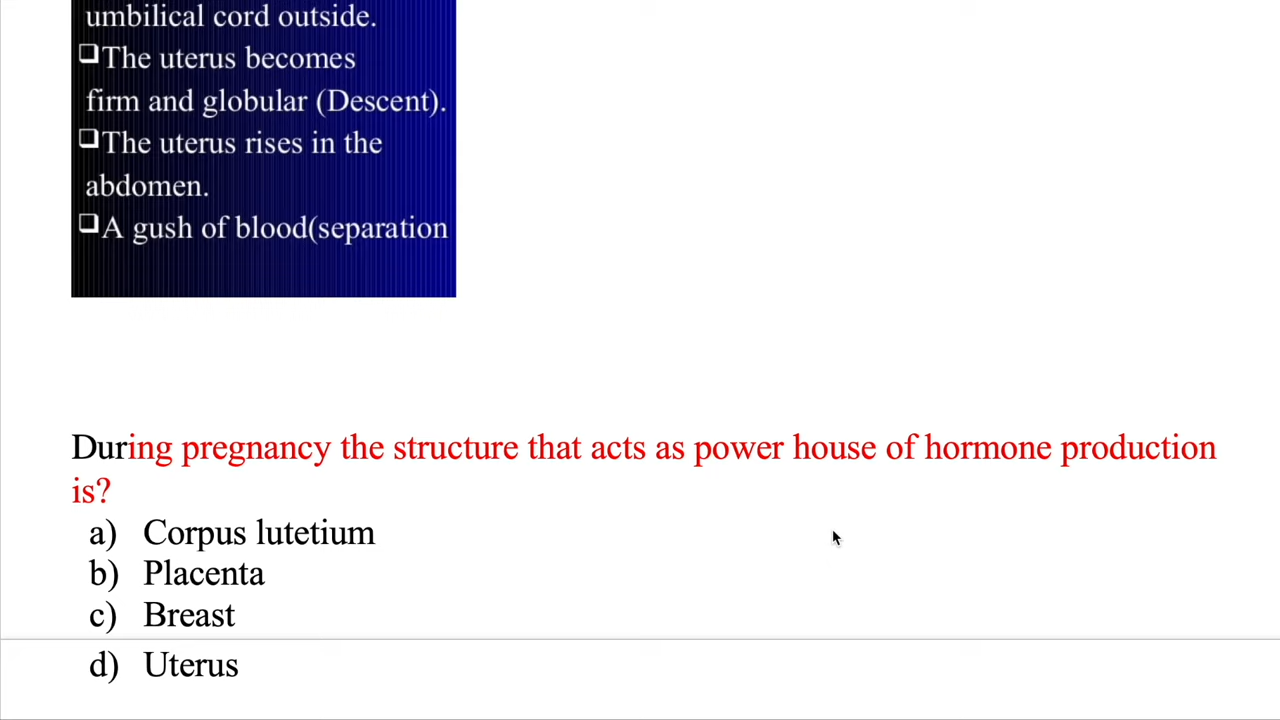 umbilical cord outside.
❑The uterus becomes
firm and globular (Descent).
❑The uterus rises in the
abdomen.
❑A gush of blood(separation
During pregnancy the structure that acts as power house of hormone production
is?
a) Corpus lutetium
b) Placenta
c) Breast
d) Uterus